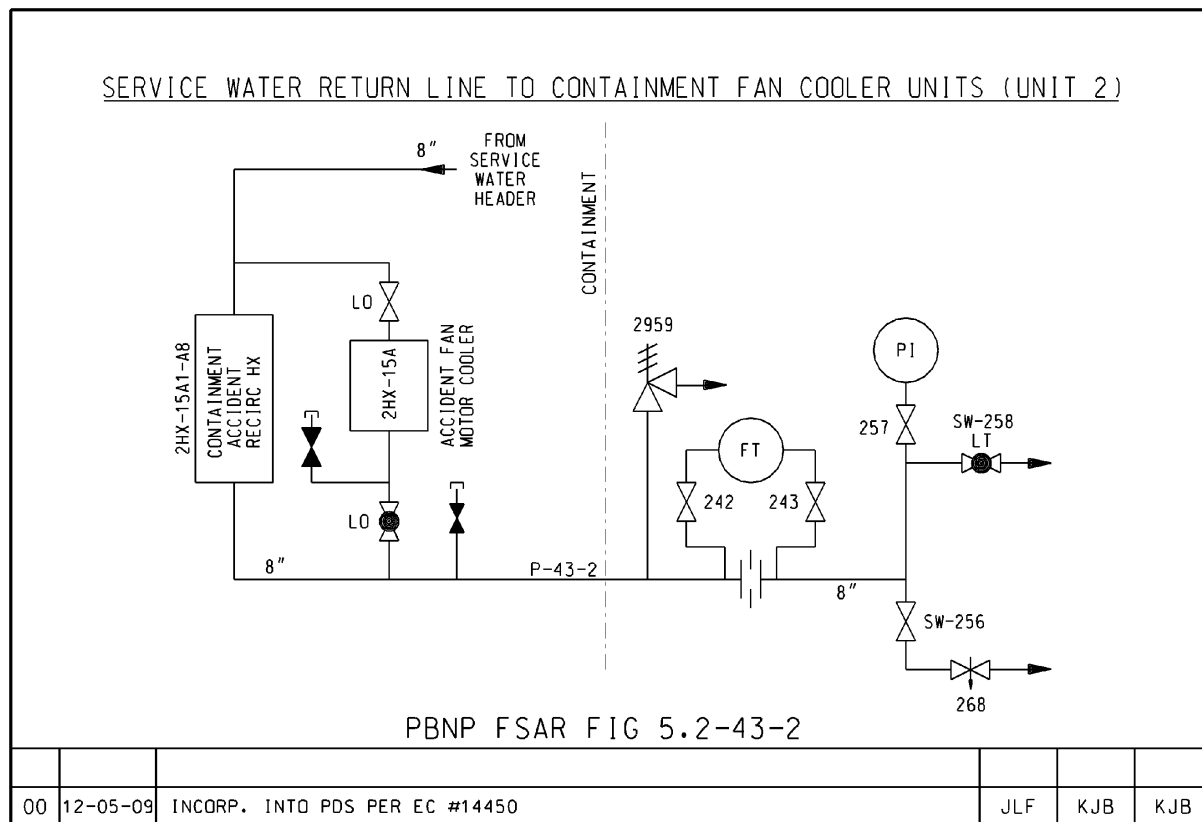 SERVICE WATER RETURN LINE TO CONTAINMENT FAN COOLER UNITS (UNIT 2)
8"
FROM
SERVICE
WATER
HEADER
CONTAINMENT
LO
2HX-15A1-A8
CONTAINMENT
ACCIDENT
RECIRC HX
2HX-15A
ACCIDENT FAN
MOTOR COOLER
LO
8"
P-43-2
2959
FT
242
243
PI
257
SW-258
LT
8"
SW-256
268
PBNP FSAR FIG 5.2-43-2
00 12-05-09 INCORP. INTO PDS PER EC #14450 JLF KJB KJB